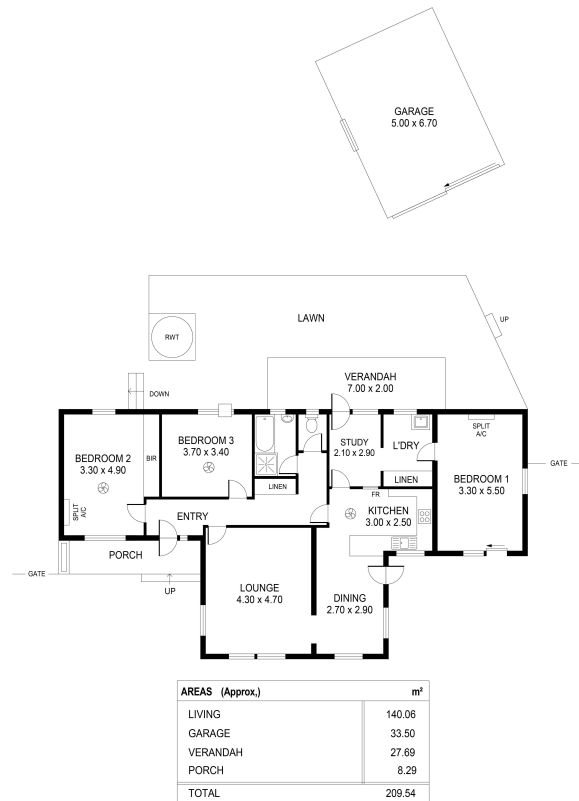 GARAGE
5.00 x 6.70
LAWN
UP
RWT
VERANDAH
7.00 x 2.00
DOWN
BEDROOM 2
3.30 x 4.90
BIR
BEDROOM 3
3.70 x 3.40
STUDY
2.10 x 2.90
L'DRY
SPLIT
A/C
BEDROOM 1
3.30 x 5.50
GATE
LINEN
LINEN
SPLIT
A/C
FR
KITCHEN
3.00 x 2.50
ENTRY
PORCH
GATE
UP
LOUNGE
4.30 x 4.70
DINING
2.70 x 2.90
AREAS (Approx,) m²
LIVING 140.06
GARAGE 33.50
VERANDAH 27.69
PORCH 8.29
TOTAL 209.54